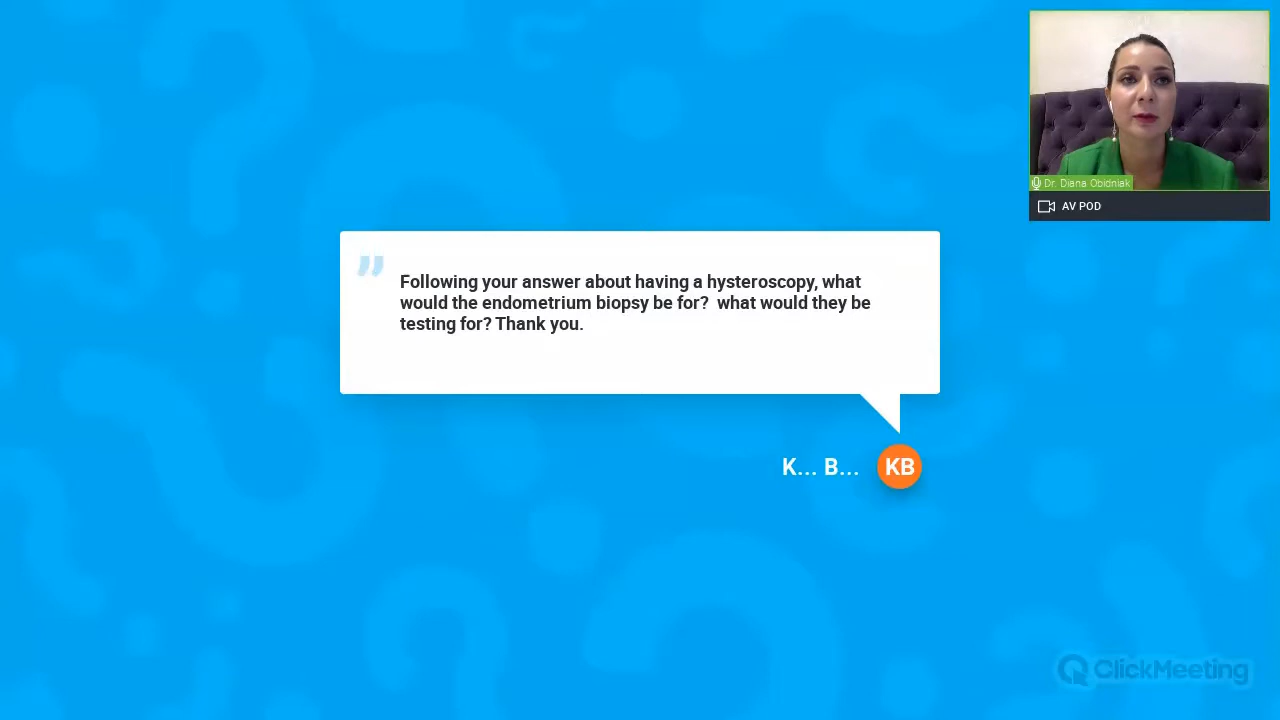 Dr. Diana Obidniak
AV POD
”
Following your answer about having a hysteroscopy, what
would the endometrium biopsy be for?  what would they be
testing for? Thank you.
K... B... KB
ClickMeeting